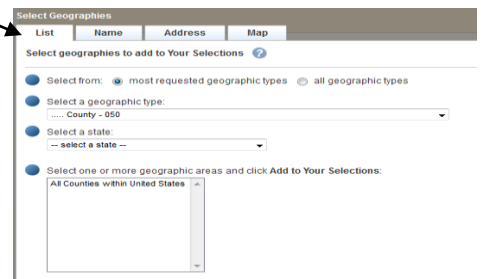 Select Geographies
List Name Address Map
Select geographies to add to Your Selections ?
Select from: most requested geographic types all geographic types
Select a geographic type:
..... County - 050
Select a state:
-- select a state --
Select one or more geographic areas and click Add to Your Selections:
All Counties within United States